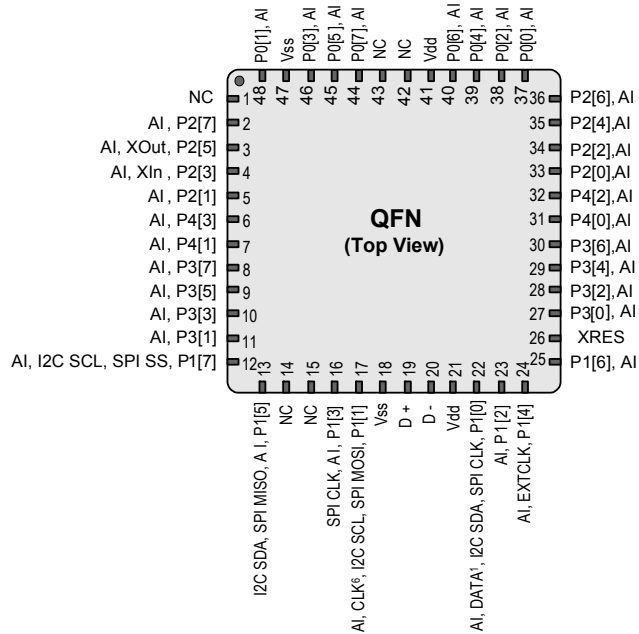 P0[1], AI
Vss
P0[3], AI
P0[5], AI
P0[7], AI
NC
NC
Vdd
P0[6], AI
P0[4], AI
P0[2], AI
P0[0], AI
48
47
46
45
44
43
42
41
40
39
38
37
NC 1
AI , P2[7] 2
AI, XOut, P2[5] 3
AI, XIn , P2[3] 4
AI , P2[1] 5
AI, P4[3] 6
AI, P4[1] 7
AI, P3[7] 8
AI, P3[5] 9
AI, P3[3] 10
AI, P3[1] 11
AI, I2C SCL, SPI SS, P1[7] 12
QFN
(Top View)
36 P2[6], AI
35 P2[4],AI
34 P2[2],AI
33 P2[0],AI
32 P4[2],AI
31 P4[0],AI
30 P3[6],AI
29 P3[4], AI
28 P3[2],AI
27 P3[0], AI
26 XRES
25 P1[6], AI
13
14
15
16
17
18
19
20
21
22
23
24
I2C SDA, SPI MISO, A I, P1[5]
NC
NC
SPI CLK, A I, P1[3]
AI, CLK⁶, I2C SCL, SPI MOSI, P1[1]
Vss
D +
D -
Vdd
AI, DATA¹, I2C SDA, SPI CLK, P1[0]
AI, P1[2]
AI, EXTCLK, P1[4]